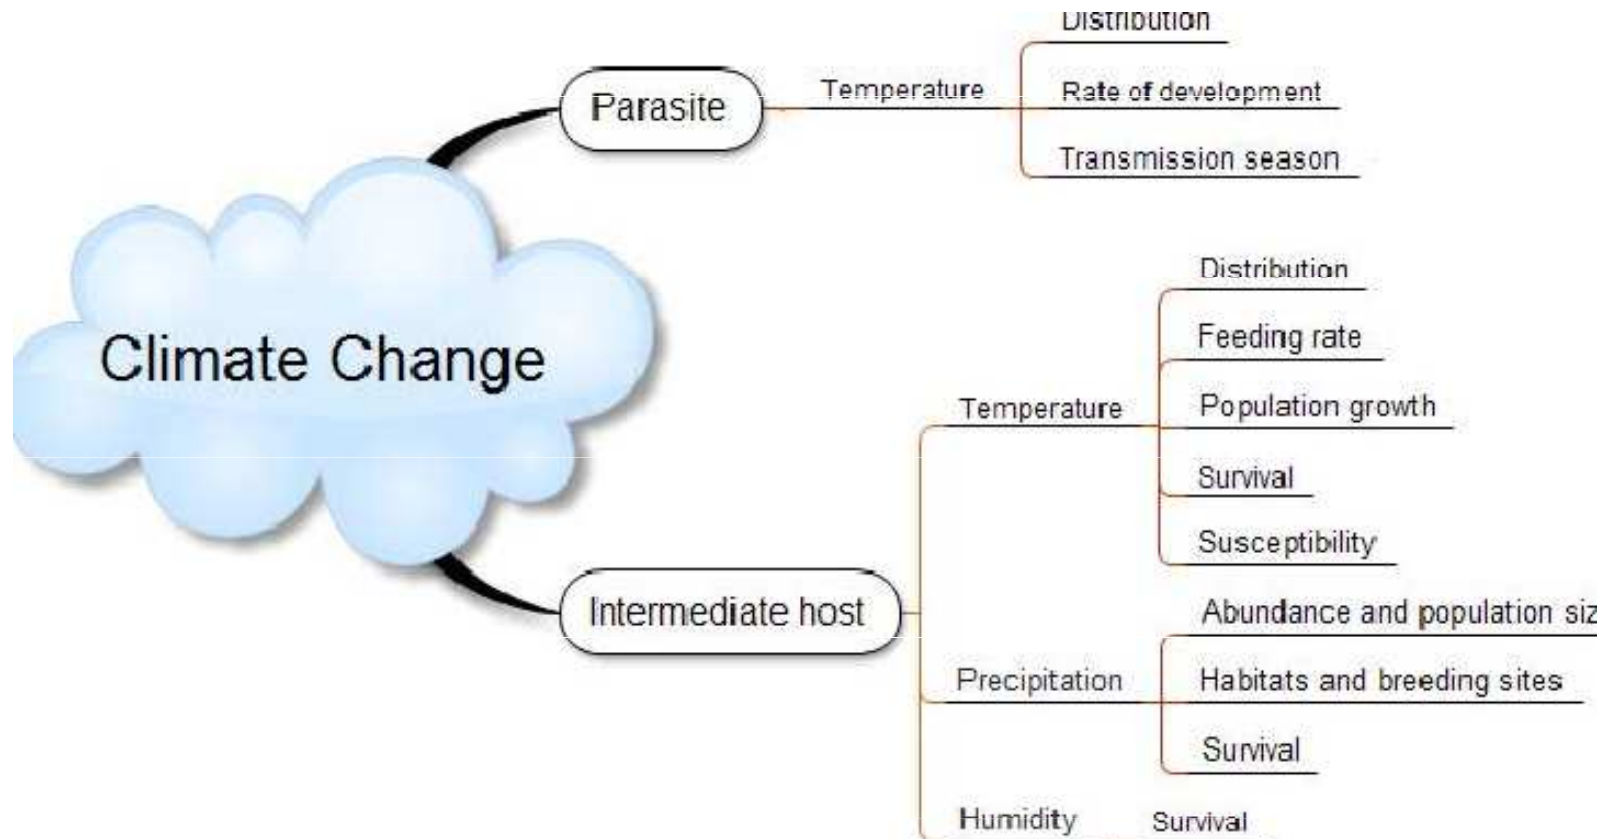 Distribution
Parasite
Temperature
Rate of development
Transmission season
Climate Change
Distribution
Feeding rate
Temperature
Population growth
Survival
Susceptibility
Intermediate host
Abundance and population siz
Precipitation
Habitats and breeding sites
Survival
Humidity
Survival